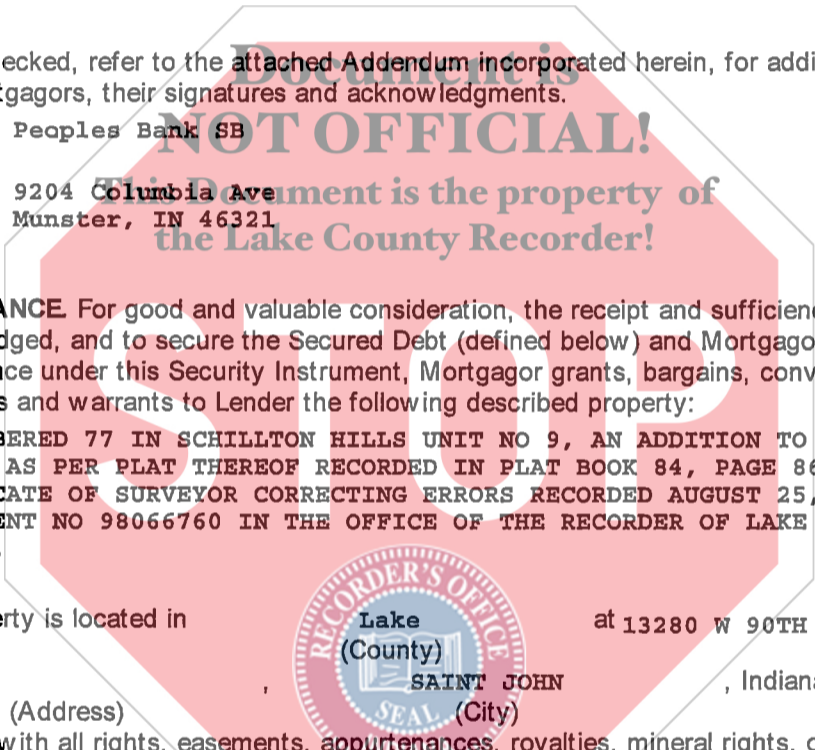 ecked, refer to the attached Addendum incorporated herein, for addi
tgagors, their signatures and acknowledgments.
Document is
NOT OFFICIAL!
This Document is the property of
the Lake County Recorder!
STOP
Peoples Bank SB
9204 Columbia Ave
Munster, IN 46321
ANCE. For good and valuable consideration, the receipt and sufficienc
dged, and to secure the Secured Debt (defined below) and Mortgago
ce under this Security Instrument, Mortgagor grants, bargains, conv
s and warrants to Lender the following described property:
BERED 77 IN SCHILLTON HILLS UNIT NO 9, AN ADDITION TO
AS PER PLAT THEREOF RECORDED IN PLAT BOOK 84, PAGE 86
CATE OF SURVEYOR CORRECTING ERRORS RECORDED AUGUST 25,
ENT NO 98066760 IN THE OFFICE OF THE RECORDER OF LAKE
RECORDER'S OFFICE
SEAL
erty is located in Lake at 13280 W 90TH
(County)
, SAINT JOHN , Indiana
(Address) (City)
with all rights, easements, appurtenances, royalties, mineral rights,